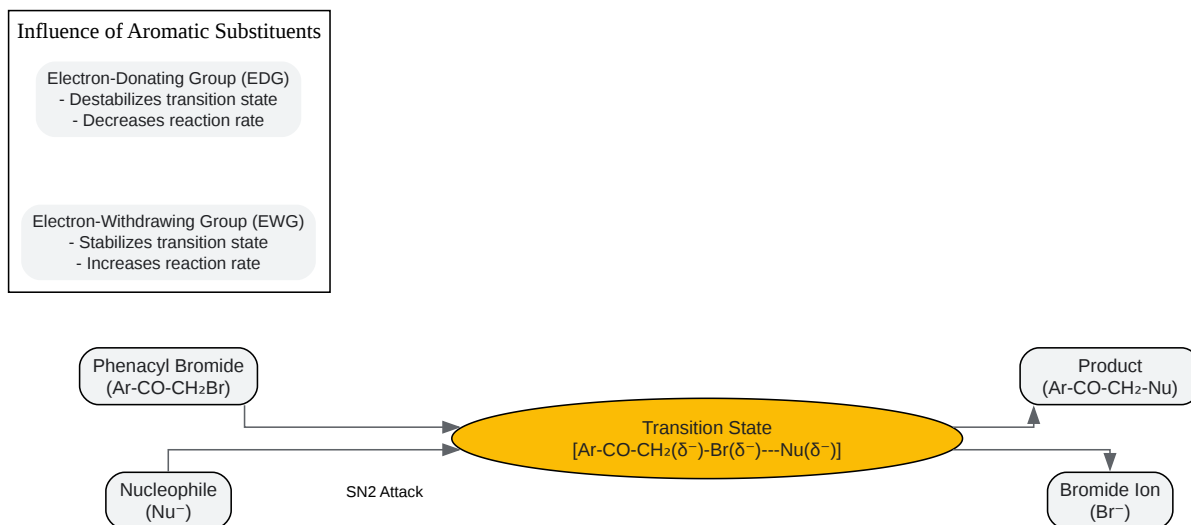 Influence of Aromatic Substituents
Electron-Donating Group (EDG)
- Destabilizes transition state
- Decreases reaction rate
Electron-Withdrawing Group (EWG)
- Stabilizes transition state
- Increases reaction rate
Phenacyl Bromide
(Ar-CO-CH₂Br)
Product
(Ar-CO-CH₂-Nu)
Transition State
[Ar-CO-CH₂(δ⁻)-Br(δ⁻)---Nu(δ⁻)]
Nucleophile
(Nu⁻)
SN2 Attack
Bromide Ion
(Br⁻)